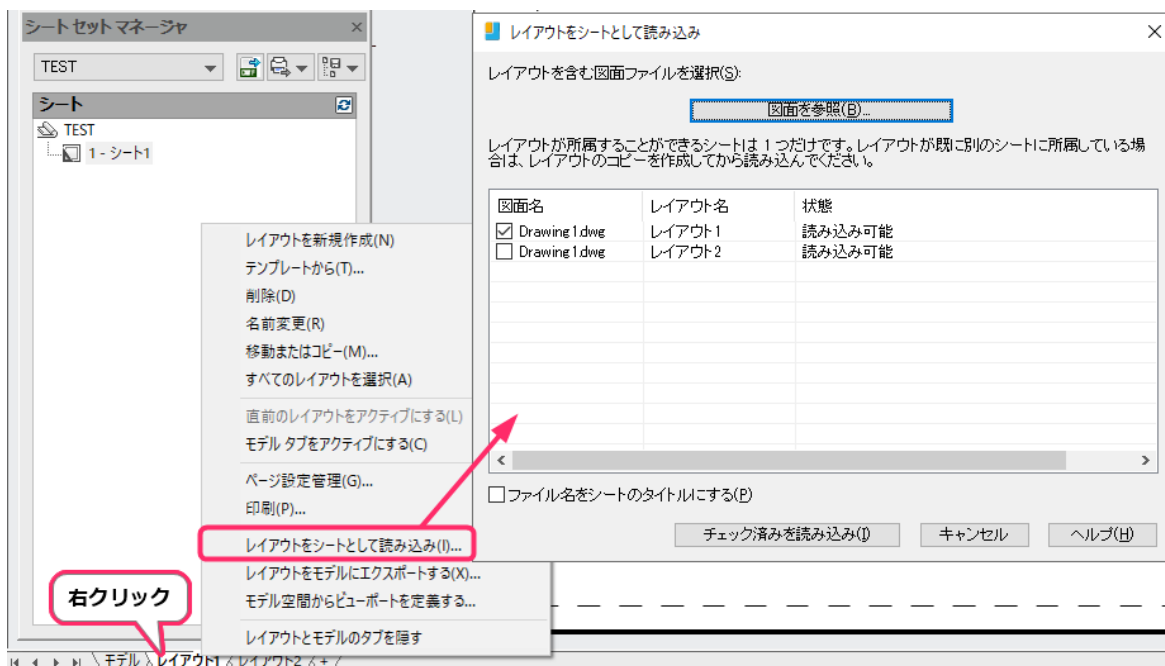 シート セット マネージャ
TEST
シート
TEST
1 - シート1
レイアウトを新規作成(N)
テンプレートから(T)...
削除(D)
名前変更(R)
移動またはコピー(M)...
すべてのレイアウトを選択(A)
直前のレイアウトをアクティブにする(L)
モデル タブをアクティブにする(C)
ページ設定管理(G)...
印刷(P)...
レイアウトをシートとして読み込み(I)...
レイアウトをモデルにエクスポートする(X)...
モデル空間からビューポートを定義する...
レイアウトとモデルのタブを隠す
右クリック
モデル レイアウト1 レイアウト2 +
レイアウトをシートとして読み込み
レイアウトを含む図面ファイルを選択(S):
図面を参照(B)...
レイアウトが所属することができるシートは 1 つだけです。レイアウトが既に別のシートに所属している場
合は、レイアウトのコピーを作成してから読み込んでください。
図面名 レイアウト名 状態
Drawing1.dwg レイアウト1 読み込み可能
Drawing1.dwg レイアウト2 読み込み可能
ファイル名をシートのタイトルにする(P)
チェック済みを読み込み(I) キャンセル ヘルプ(H)